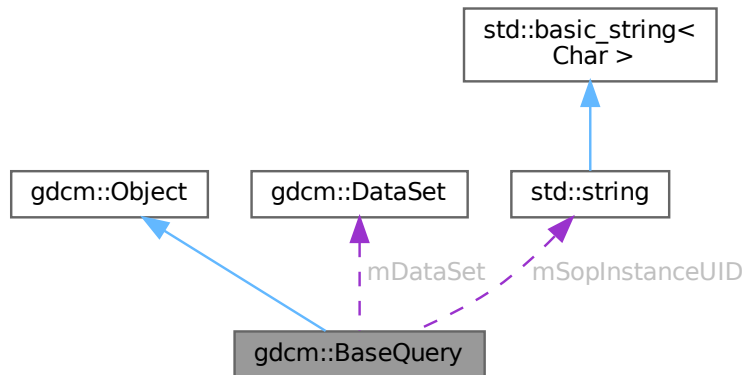 std::basic_string<
Char >
gdcm::Object
gdcm::DataSet
std::string
mDataSet
mSopInstanceUID
gdcm::BaseQuery